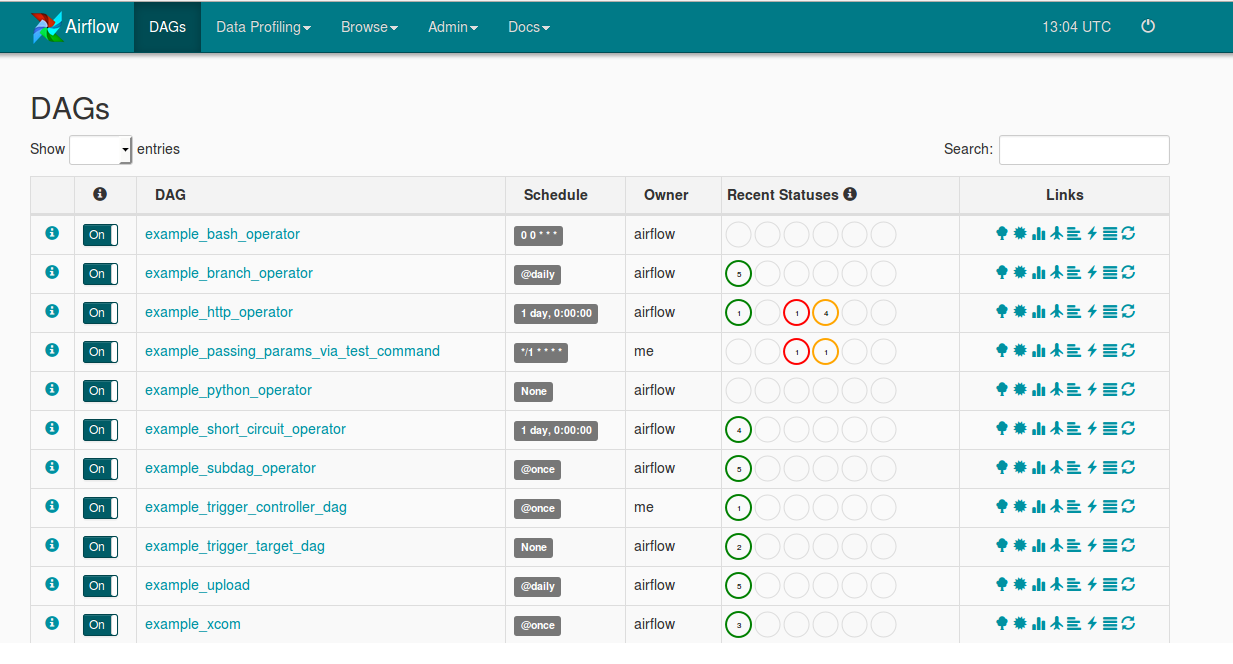 Airflow DAGs Data Profiling Browse Admin Docs 13:04 UTC
DAGs
Show entries Search:
DAG Schedule Owner Recent Statuses Links
On example_bash_operator 0 0 * * * airflow
On example_branch_operator @daily airflow 5
On example_http_operator 1 day, 0:00:00 airflow 1 1 4
On example_passing_params_via_test_command */1 * * * * me 1 1
On example_python_operator None airflow
On example_short_circuit_operator 1 day, 0:00:00 airflow 4
On example_subdag_operator @once airflow 5
On example_trigger_controller_dag @once me 1
On example_trigger_target_dag None airflow 2
On example_upload @daily airflow 5
On example_xcom @once airflow 3